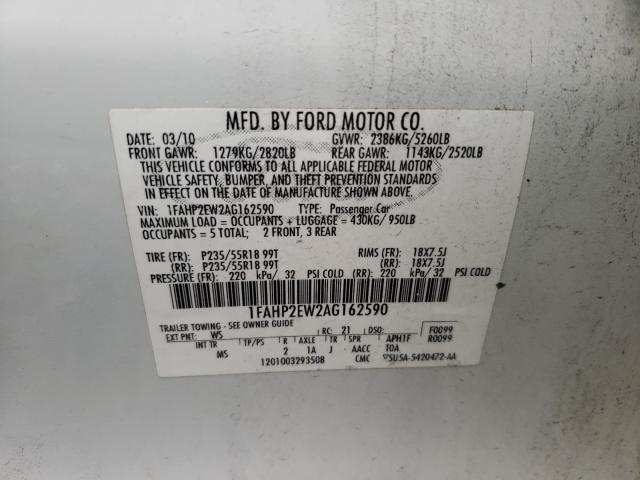 MFD. BY FORD MOTOR CO.
DATE: 03/10 GVWR: 2386KG/5260LB
FRONT GAWR: 1279KG/2820LB REAR GAWR: 1143KG/2520LB
THIS VEHICLE CONFORMS TO ALL APPLICABLE FEDERAL MOTOR
VEHICLE SAFETY, BUMPER, AND THEFT PREVENTION STANDARDS
IN EFFECT ON THE DATE OF MANUFACTURE SHOWN ABOVE.
VIN: 1FAHP2EW2AG162590 TYPE: Passenger Car
MAXIMUM LOAD = OCCUPANTS + LUGGAGE = 430KG/ 950LB
OCCUPANTS = 5 TOTAL; 2 FRONT, 3 REAR
TIRE (FR): P235/55R18 99T RIMS (FR): 18X7.5J
(RR): P235/55R18 99T (RR): 18X7.5J
PRESSURE (FR): 220 kPa/ 32 PSI COLD (RR): 220 kPa/ 32 PSI COLD
1FAHP2EW2AG162590
TRAILER TOWING - SEE OWNER GUIDE
EXT PNT: WS RC: 21 DSO: F0099
R0099
INT TR TP/PS R AXLE TR SPR APH1F
MS 2 1A J AACC TOA
1201003293508 CMC 5U5A-5420472-AA